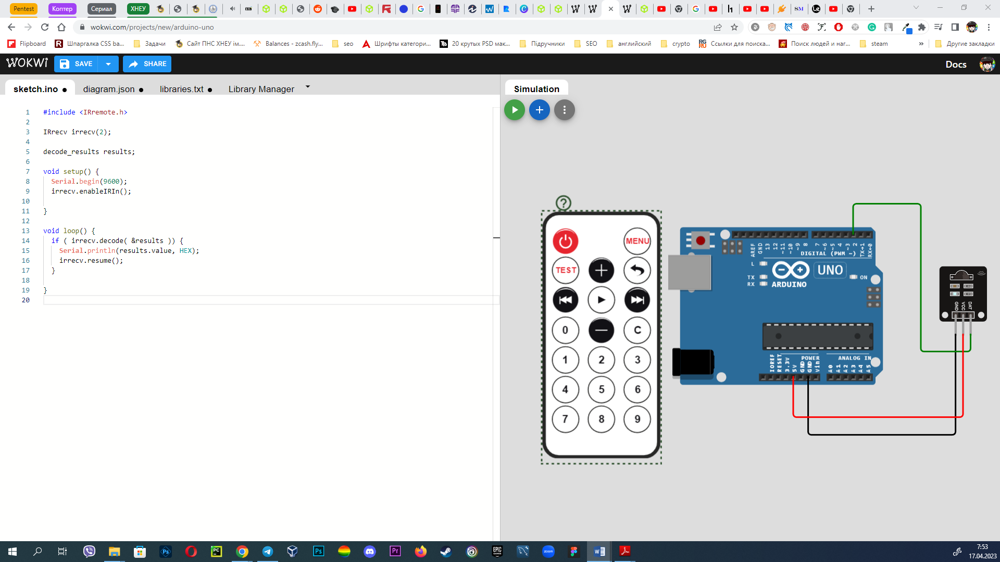 Pentest Коптер Сериал ХНЕУ
wokwi.com/projects/new/arduino-uno
Flipboard Шпаргалка CSS ba... Задачи Сайт ПНС ХНЕУ ім.... Balances - zcash.fly... seo Шрифты категори... 20 крутых PSD мак... Підручники SEO английский crypto Ссылки для поиска... Поиск людей и наг... steam » Другие закладки
WOKWI SAVE SHARE Docs
sketch.ino diagram.json libraries.txt Library Manager
Simulation
1 #include <IRremote.h>
2
3 IRrecv irrecv(2);
4
5 decode_results results;
6
7 void setup() {
8 Serial.begin(9600);
9 irrecv.enableIRIn();
10
11 }
12
13 void loop() {
14 if ( irrecv.decode( &results )) {
15 Serial.println(results.value, HEX);
16 irrecv.resume();
17 }
18
19 }
20
?
MENU
TEST
0 C
1 2 3
4 5 6
7 8 9
AREF GND 13 12 ~11 ~10 ~9 8 7 ~6 ~5 4 ~3 2 TX→1 RX←0
DIGITAL (PWM ~)
L
TX
RX
UNO
ARDUINO
ON
IOREF RESET 3.3V 5V GND GND Vin
POWER
ANALOG IN
A0 A1 A2 A3 A4 A5
GND VCC DAT
7:53
17.04.2023